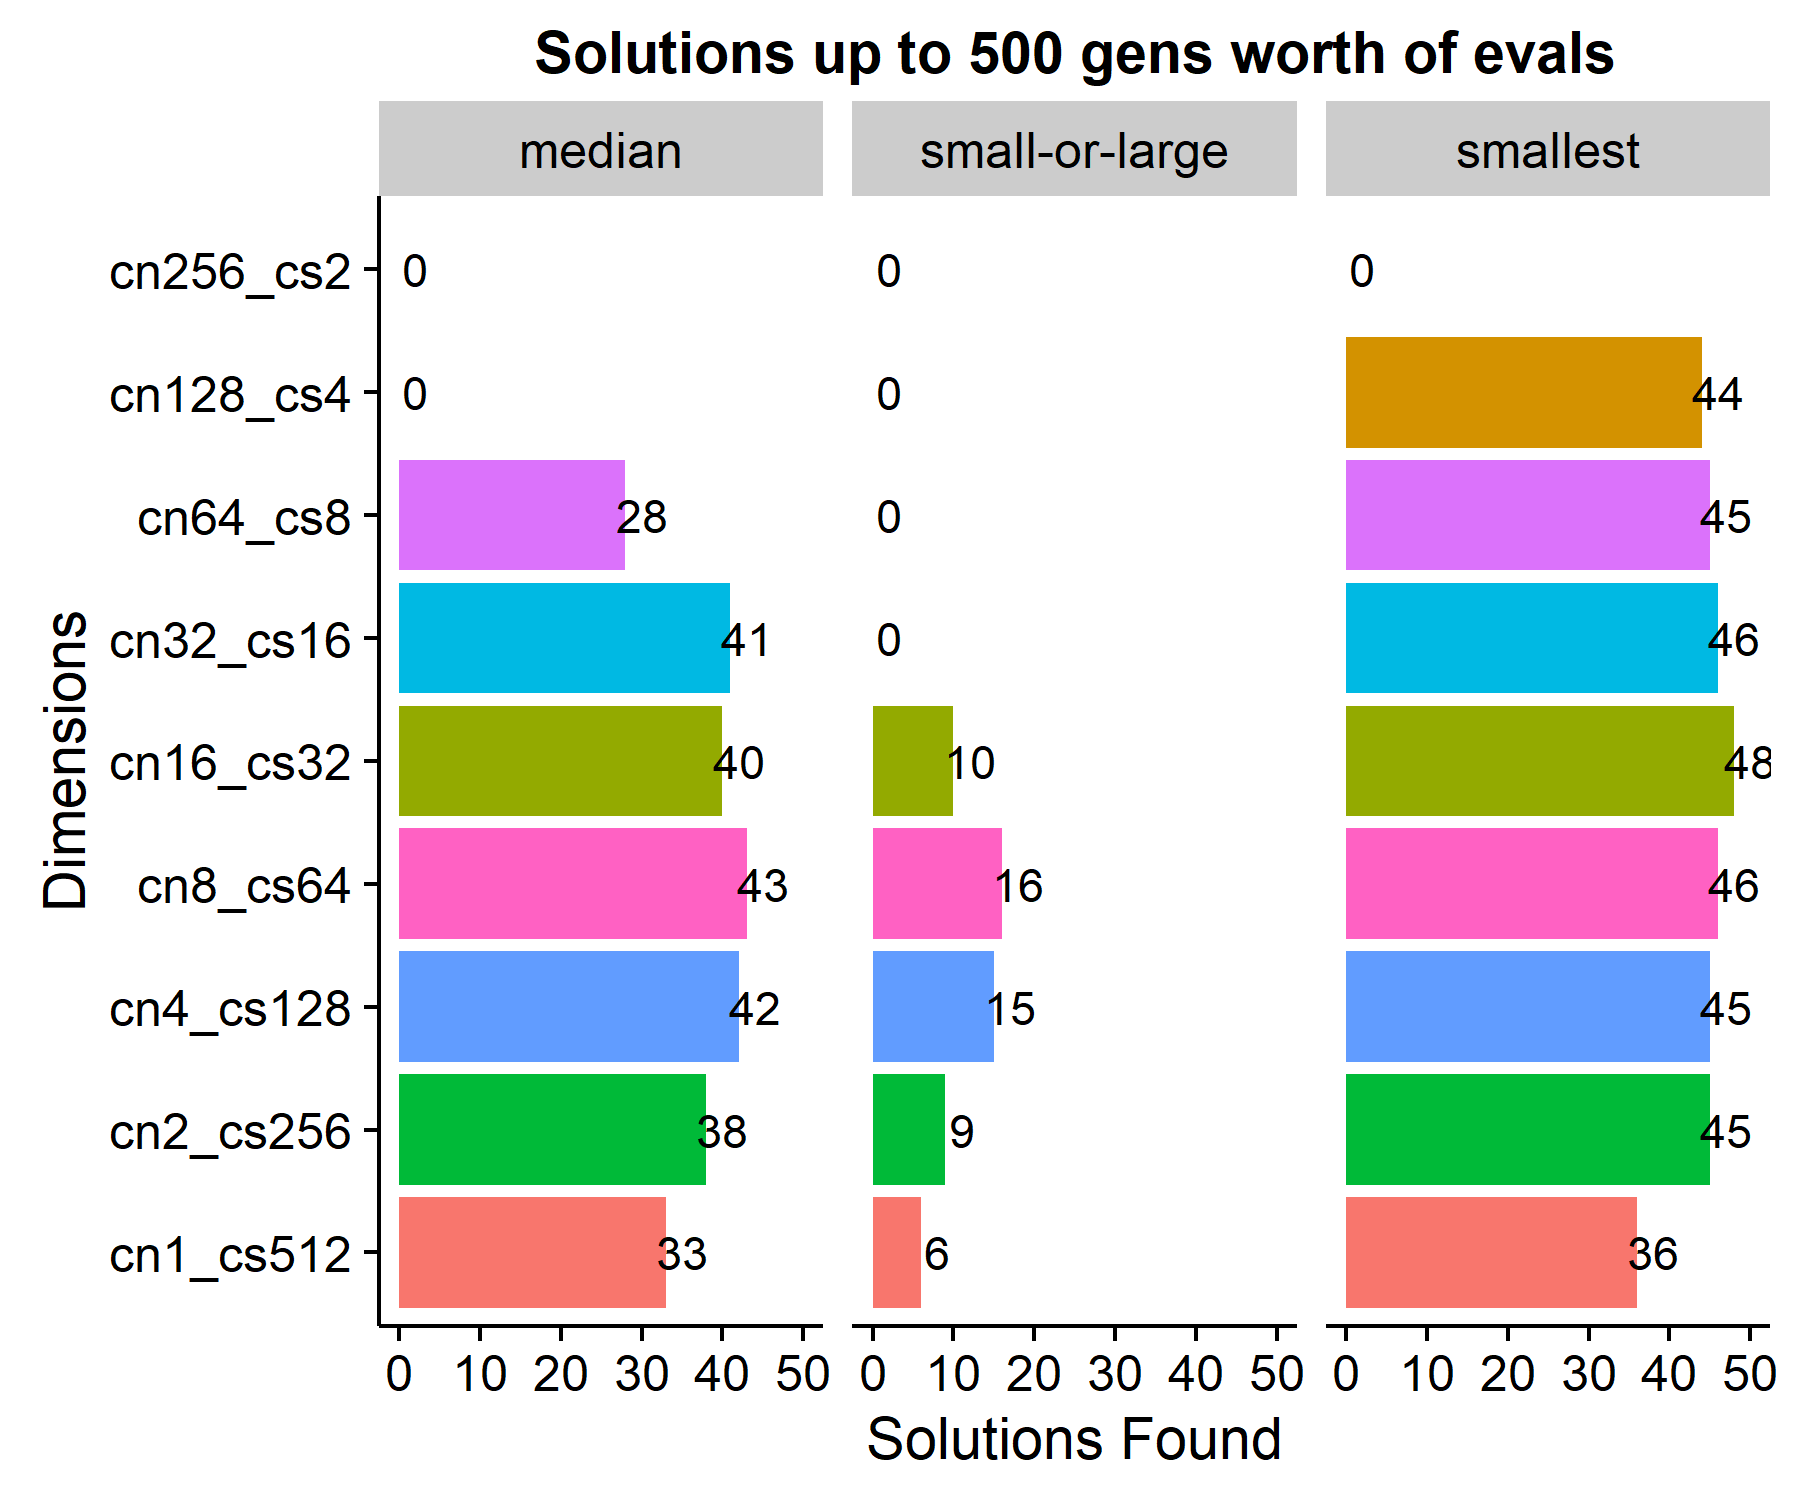 Solutions up to 500 gens worth of evals
median small-or-large smallest
cn256_cs2 0 0 0
cn128_cs4 0 0 44
cn64_cs8 28 0 45
cn32_cs16 41 0 46
cn16_cs32 40 10 48
cn8_cs64 43 16 46
cn4_cs128 42 15 45
cn2_cs256 38 9 45
cn1_cs512 33 6 36
Dimensions
0 10 20 30 40 50 0 10 20 30 40 50 0 10 20 30 40 50
Solutions Found